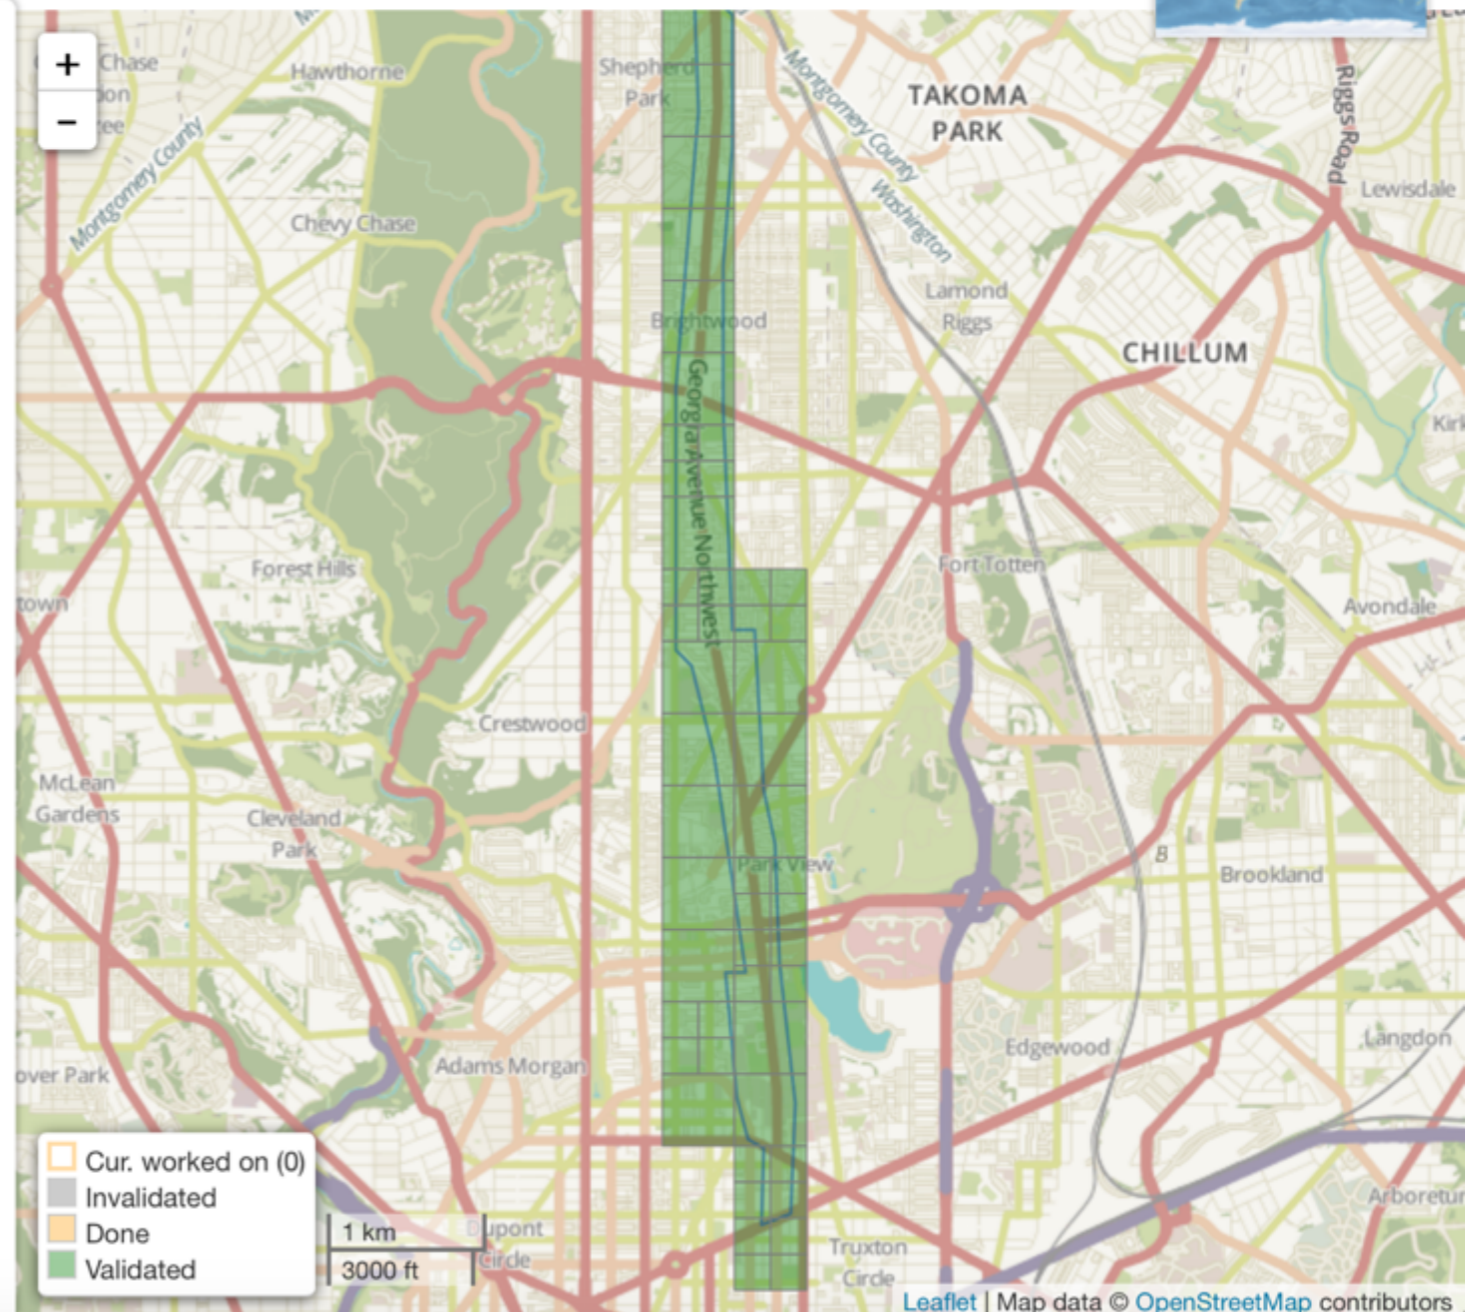 +
Chase
Hawthorne
Shepherd
Park
−
Montgomery County
Montgomery County
Washington
TAKOMA
PARK
Riggs Road
Lewisdale
Chevy Chase
Lamond
Riggs
Brightwood
CHILLUM
Georgia Avenue Northwest
Forest Hills
Fort Totten
town
Avondale
Crestwood
McLean
Gardens
Cleveland
Park
Park View
Brookland
Edgewood
Langdon
Adams Morgan
over Park
Cur. worked on (0)
Invalidated
Done
Validated
1 km
3000 ft
Dupont
Circle
Truxton
Circle
Arboretum
Leaflet | Map data © OpenStreetMap contributors